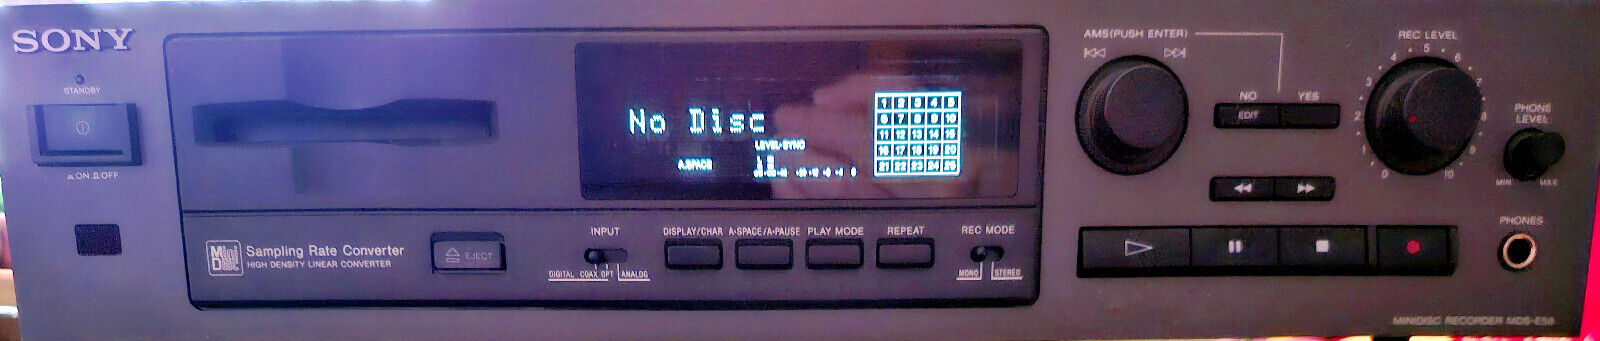 SONY
STANDBY
ON OFF
Mini Disc
Sampling Rate Converter
HIGH DENSITY LINEAR CONVERTER
EJECT
No Disc
LEVEL-SYNC
A.SPACE
1 2 3 4 5
6 7 8 9 10
11 12 13 14 15
16 17 18 19 20
21 22 23 24 25
INPUT
DIGITAL COAX OPT ANALOG
DISPLAY/CHAR
A-SPACE/A-PAUSE
PLAY MODE
REPEAT
REC MODE
MONO STEREO
AMS(PUSH ENTER)
NO
YES
EDIT
REC LEVEL
0 1 2 3 4 5 6 7 8 9 10
PHONE LEVEL
MIN MAX
PHONES
MINIDISC RECORDER MDS-E58